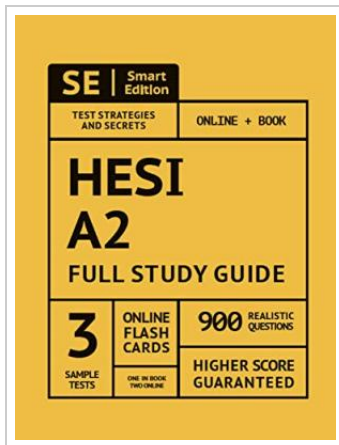 SE
Smart
Edition
TEST STRATEGIES
AND SECRETS
ONLINE + BOOK
HESI
A2
FULL STUDY GUIDE
3
SAMPLE
TESTS
ONLINE
FLASH
CARDS
ONE IN BOOK
TWO ONLINE
900 REALISTIC
QUESTIONS
HIGHER SCORE
GUARANTEED